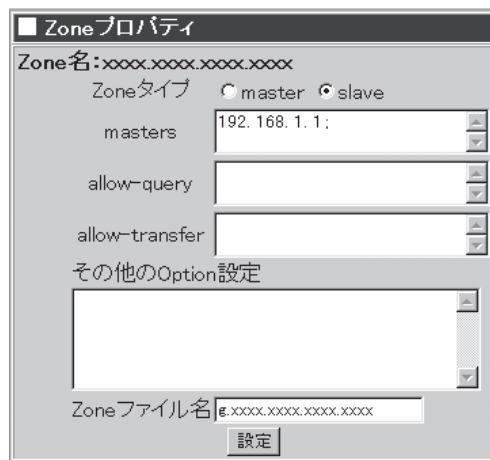 ■ Zoneプロパティ
Zone名:xxxx.xxxx.xxxx.xxxx
Zoneタイプ master slave
masters 192.168.1.1;
allow-query
allow-transfer
その他のOption設定
Zoneファイル名 g.xxxx.xxxx.xxxx.xxxx
設定